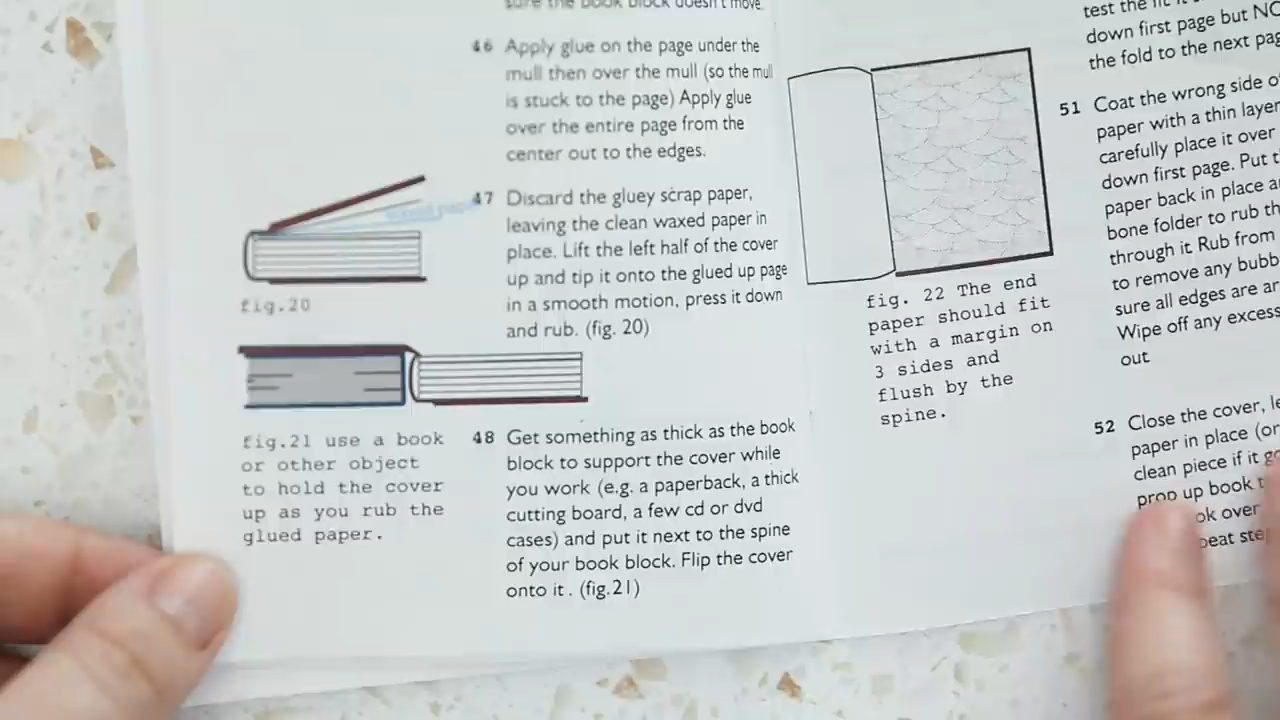 sure the book block doesn't move.
46 Apply glue on the page under the
mull then over the mull (so the mull
is stuck to the page) Apply glue
over the entire page from the
center out to the edges.
47 Discard the gluey scrap paper,
leaving the clean waxed paper in
place. Lift the left half of the cover
up and tip it onto the glued up page
in a smooth motion, press it down
and rub. (fig. 20)
fig.20
fig.21 use a book
or other object
to hold the cover
up as you rub the
glued paper.
48 Get something as thick as the book
block to support the cover while
you work (e.g. a paperback, a thick
cutting board, a few cd or dvd
cases) and put it next to the spine
of your book block. Flip the cover
onto it. (fig.21)
fig. 22 The end
paper should fit
with a margin on
3 sides and
flush by the
spine.
test the fit
down first page but
the fold to the next
51 Coat the wrong side
paper with a thin layer
carefully place it over
down first page. Put
paper back in place
bone folder to rub
through it Rub from
to remove any
sure all edges are
Wipe off any excess
out
52 Close the cover,
paper in place (or
clean piece if it
prop up book
over